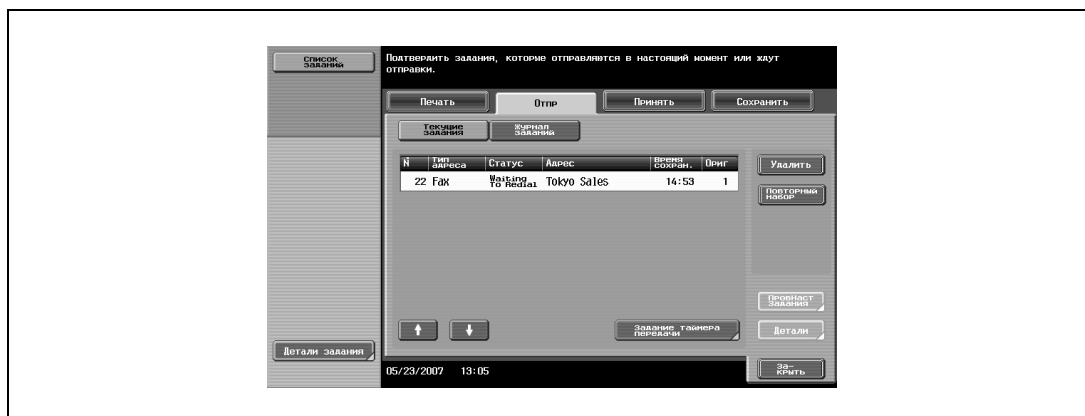 Список
заданий
Подтвердить задания, которые отправляются в настоящий момент или ждут
отправки.
Печать
Отпр
Принять
Сохранить
Текущие
задания
Журнал
заданий
N Тип адреса Статус Адрес Время сохран. Ориг
22 Fax Waiting To Redial Tokyo Sales 14:53 1
Удалить
Повторный
набор
ПровНаст
Задания
Задание таймера
передачи
Детали
Детали задания
05/23/2007 13:05
За-
крыть